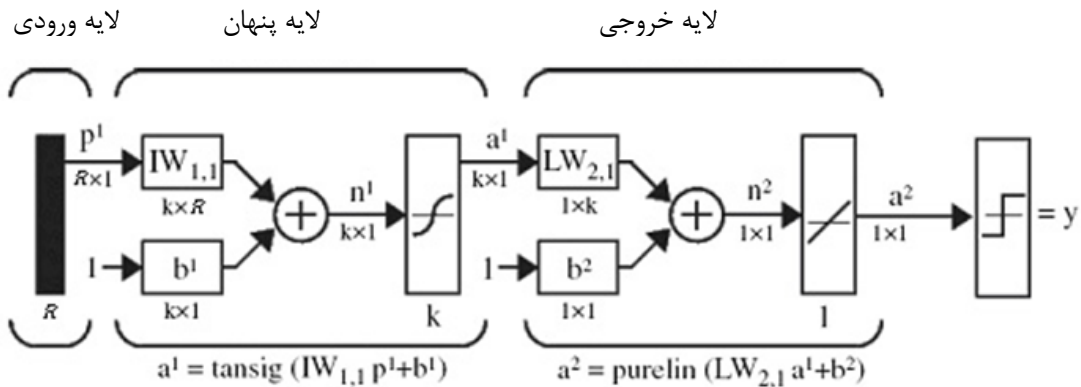 لایه ورودی
لایه پنهان
لایه خروجی
p¹
R×1
IW₁,₁
k×R
1
b¹
k×1
R
n¹
k×1
k
a¹ = tansig (IW₁,₁ p¹+b¹)
a¹
k×1
LW₂,₁
1×k
1
b²
1×1
n²
1×1
1
a² = purelin (LW₂,₁ a¹+b²)
a²
1×1
= y